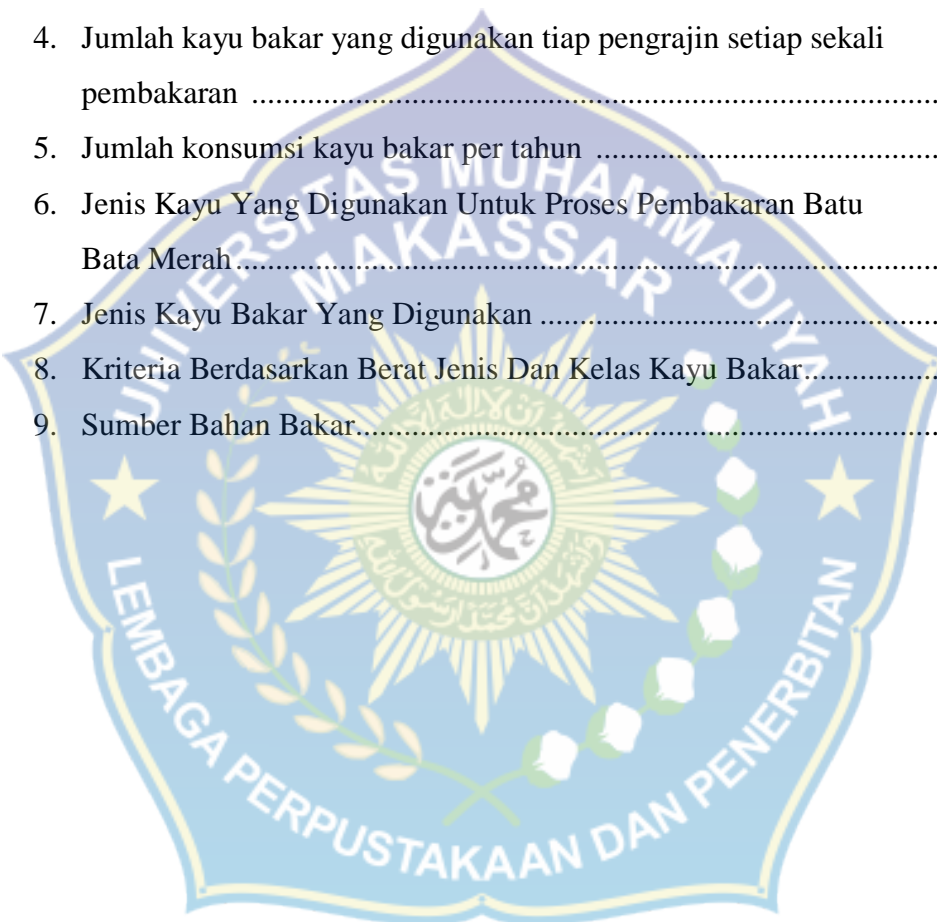 4. Jumlah kayu bakar yang digunakan tiap pengrajin setiap sekali
pembakaran ......................................................................................
5. Jumlah konsumsi kayu bakar per tahun ...........................................
6. Jenis Kayu Yang Digunakan Untuk Proses Pembakaran Batu
Bata Merah........................................................................................
7. Jenis Kayu Bakar Yang Digunakan ..................................................
8. Kriteria Berdasarkan Berat Jenis Dan Kelas Kayu Bakar.................
9. Sumber Bahan Bakar.........................................................................
UNIVERSITAS MUHAMMADIYAH
MAKASSAR
LEMBAGA PERPUSTAKAAN DAN PENERBITAN